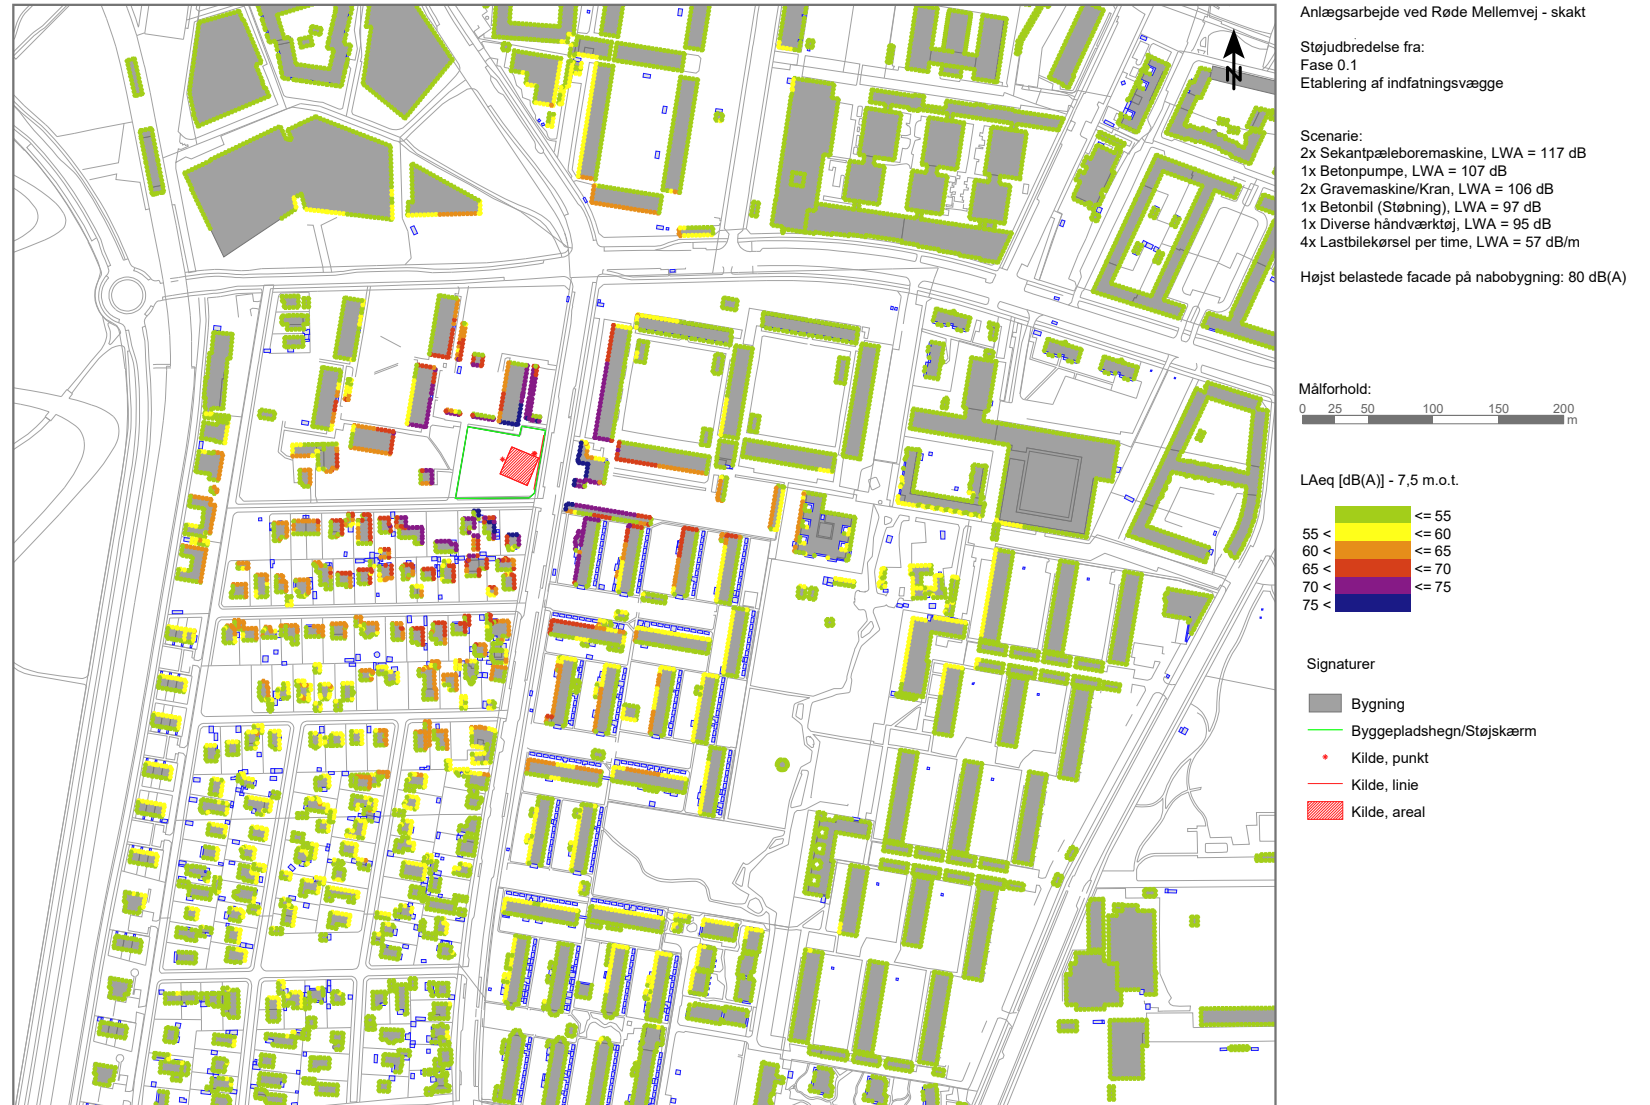 Anlægsarbejde ved Røde Mellemvej - skakt
N
Støjudbredelse fra:
Fase 0.1
Etablering af indfatningsvægge
Scenarie:
2x Sekantpæleboremaskine, LWA = 117 dB
1x Betonpumpe, LWA = 107 dB
2x Gravemaskine/Kran, LWA = 106 dB
1x Betonbil (Støbning), LWA = 97 dB
1x Diverse håndværktøj, LWA = 95 dB
4x Lastbilekørsel per time, LWA = 57 dB/m
Højst belastede facade på nabobygning: 80 dB(A)
Målforhold:
0 25 50 100 150 200
m
LAeq [dB(A)] - 7,5 m.o.t.
<= 55
55 < <= 60
60 < <= 65
65 < <= 70
70 < <= 75
75 <
Signaturer
Bygning
Byggepladshegn/Støjskærm
Kilde, punkt
Kilde, linie
Kilde, areal